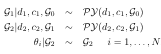 𝒢₁|d₁, c₁, 𝒢₀ ∼ 𝒫𝒴(d₁, c₁, 𝒢₀)
𝒢₂|d₂, c₂, 𝒢₁ ∼ 𝒫𝒴(d₂, c₂, 𝒢₁)
θᵢ|𝒢₂ ∼ 𝒢₂ i = 1, . . . , N